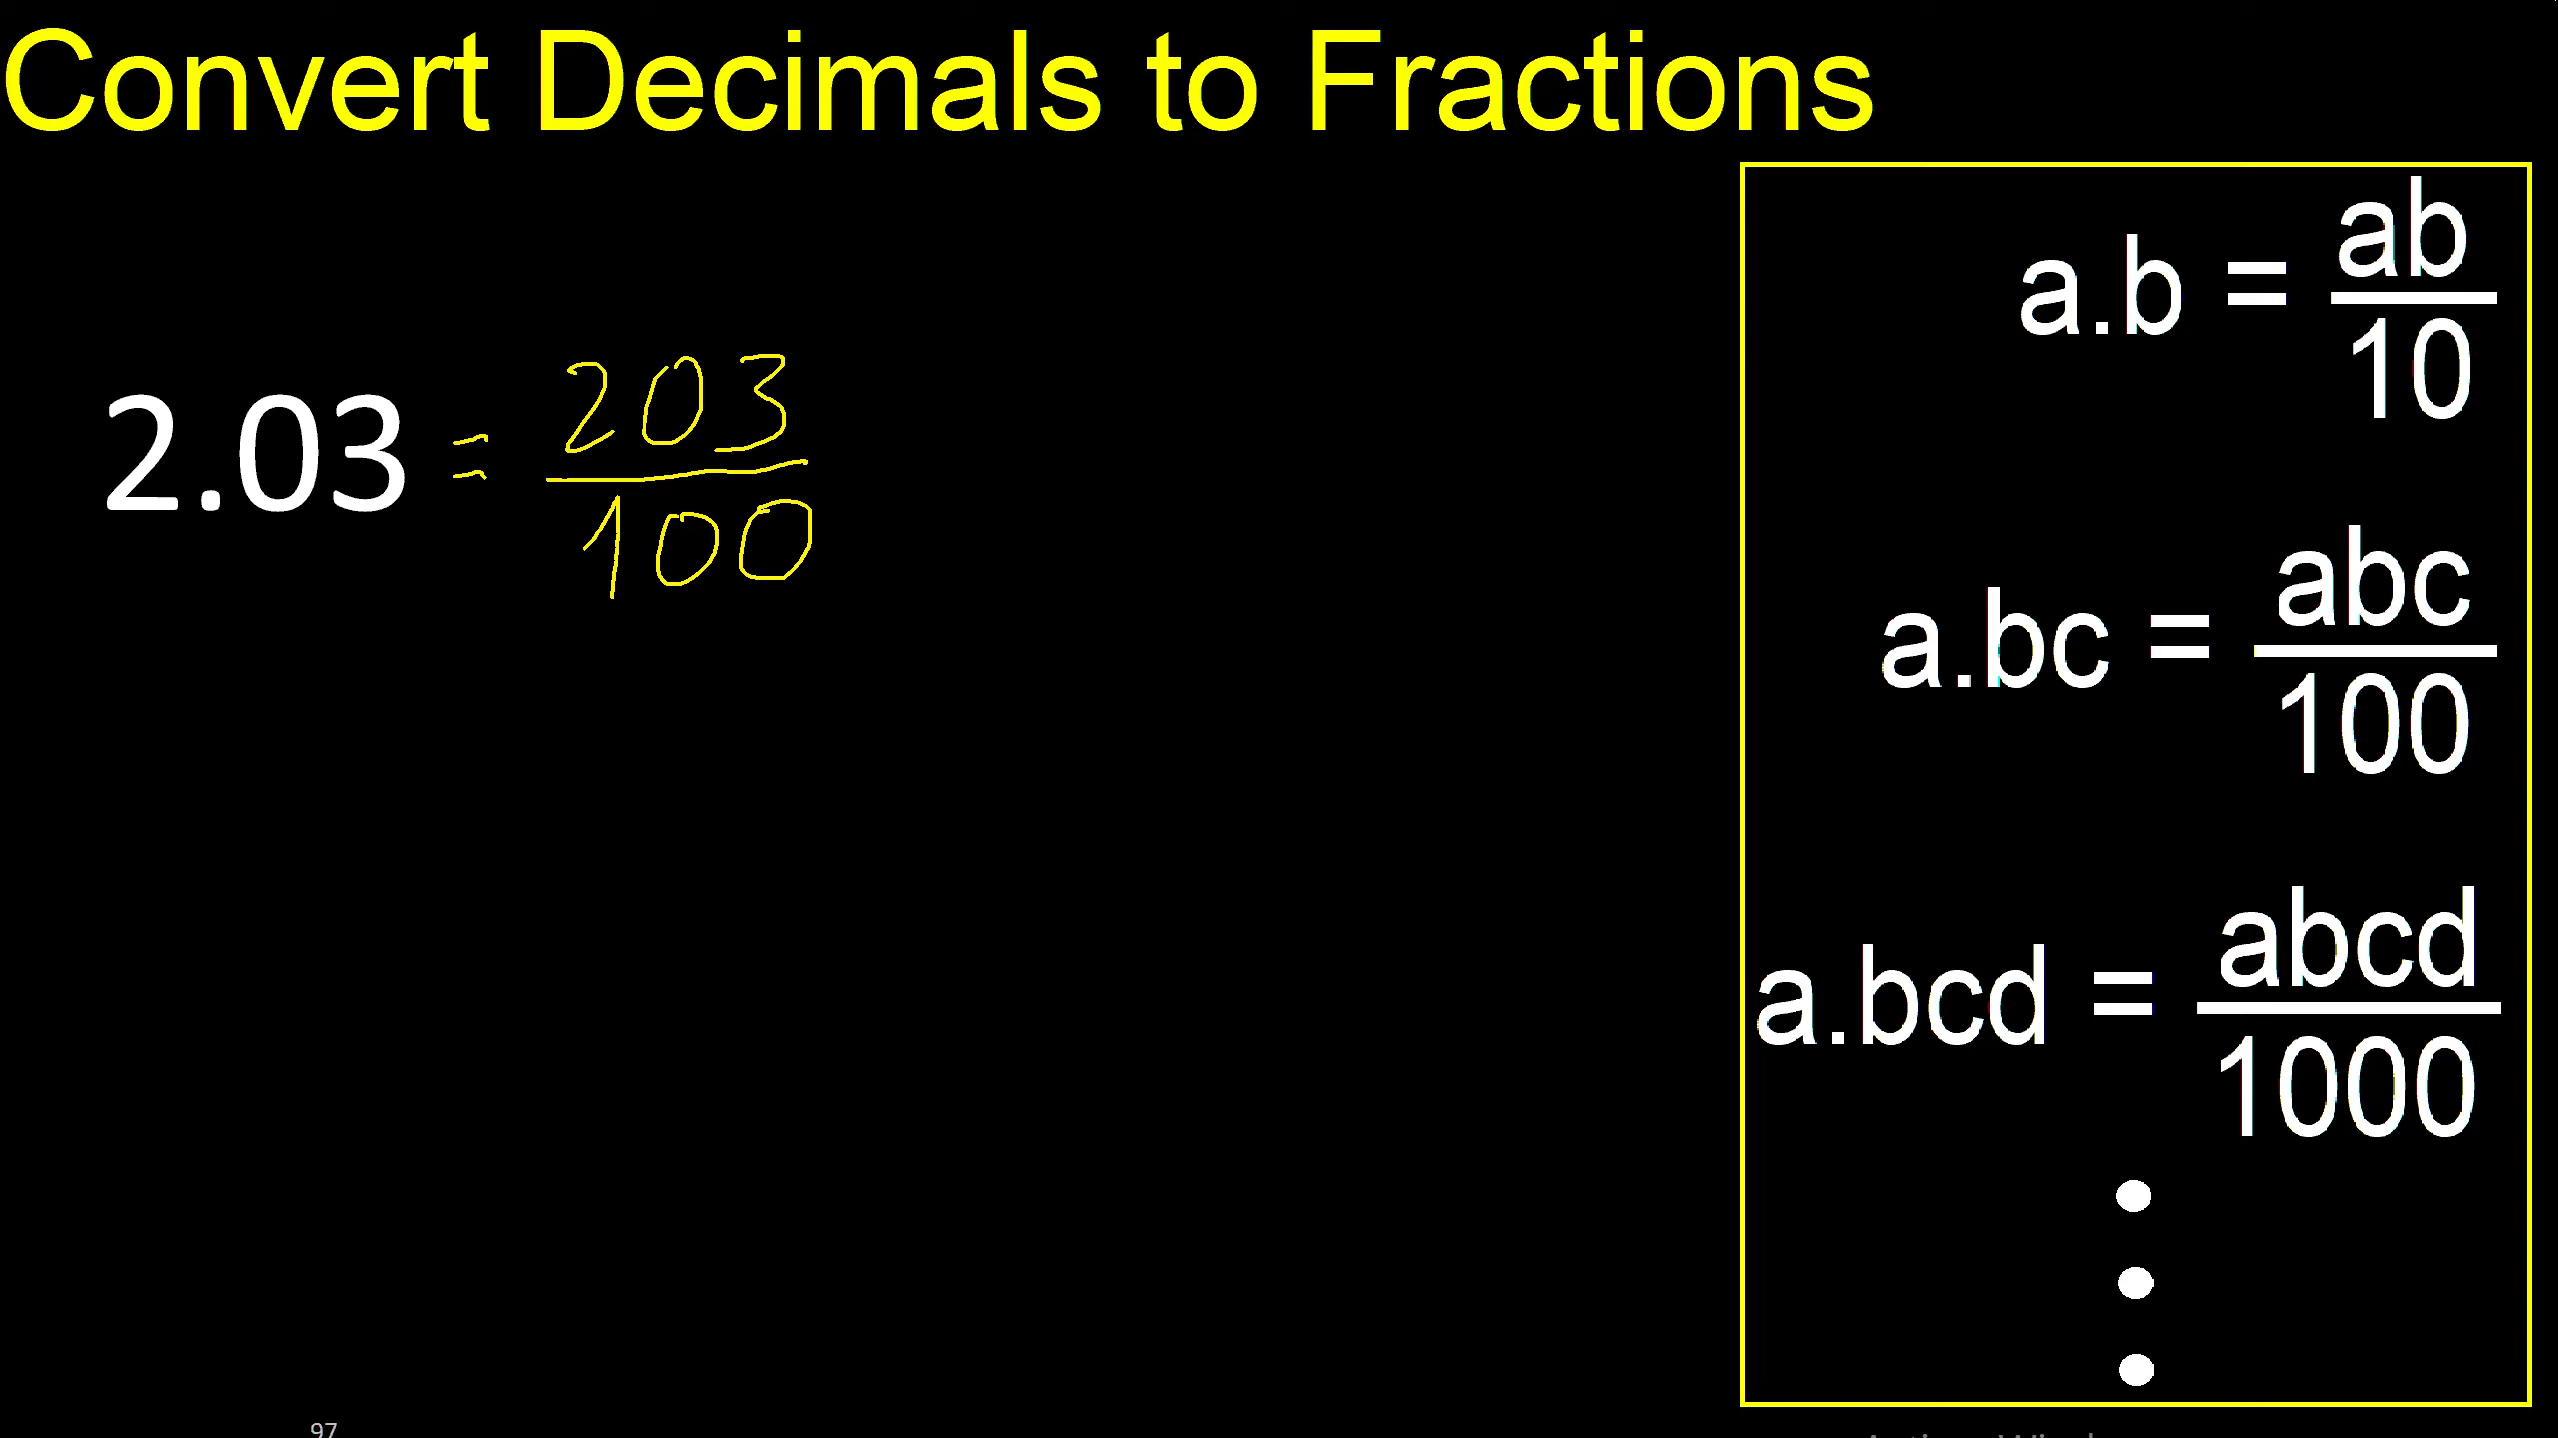 Convert Decimals to Fractions
2.03 = 203/100
a.b = ab/10
a.bc = abc/100
a.bcd = abcd/1000
97